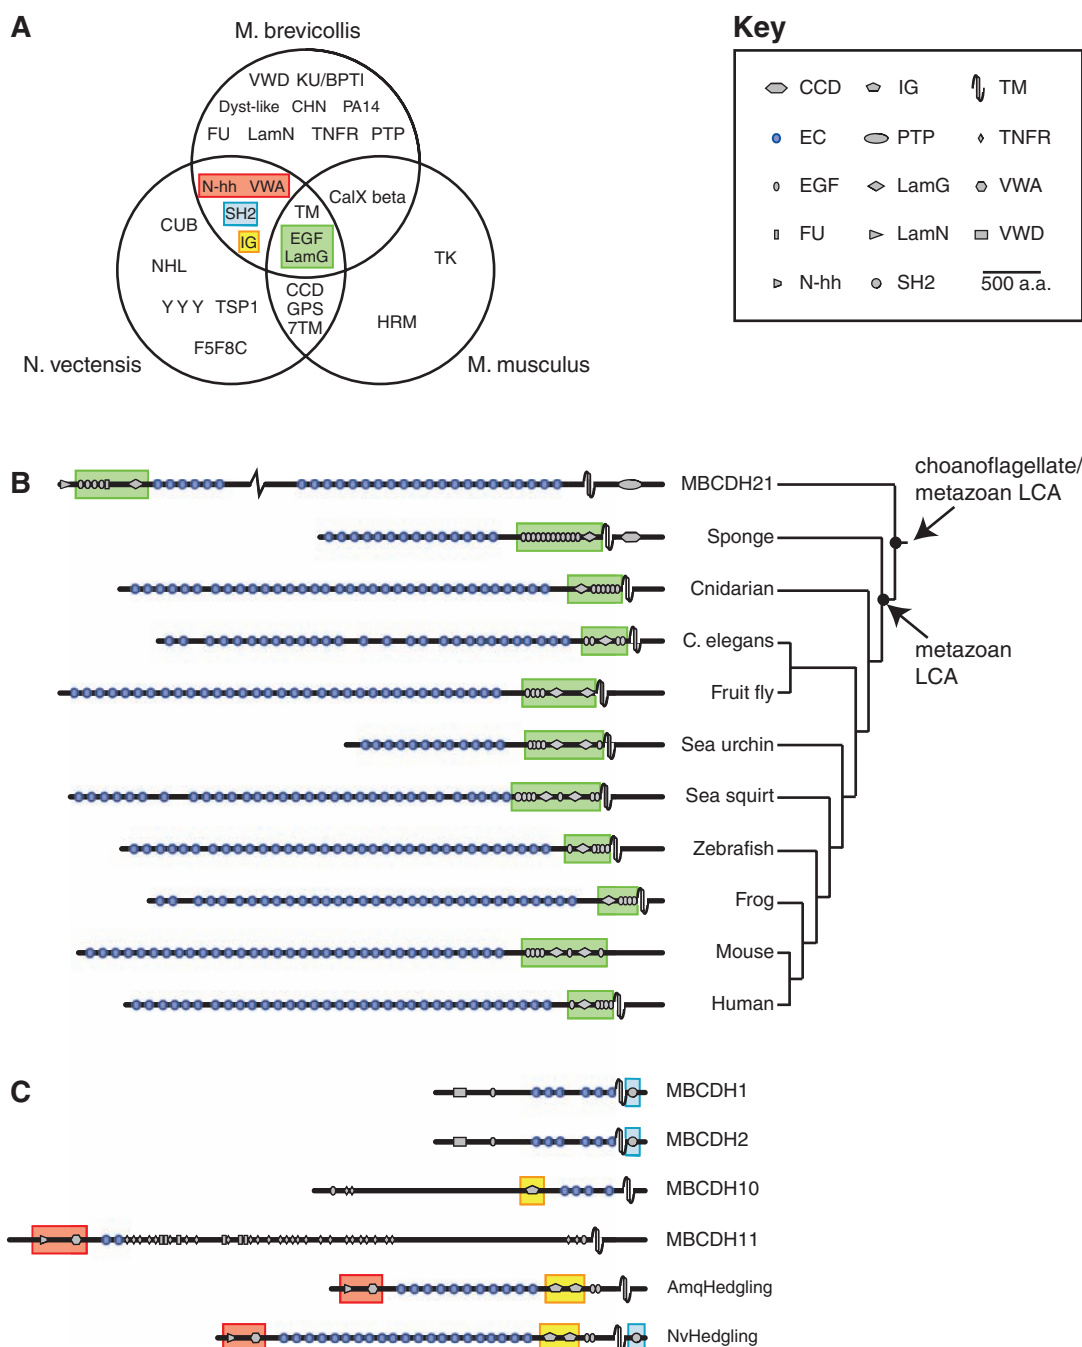 A
M. brevicollis
VWD KU/BPTI
Dyst-like CHN PA14
FU LamN TNFR PTP
N-hh VWA
CalX beta
SH2
TM
CUB
IG
EGF
LamG
NHL
TK
CCD
Y Y Y TSP1
GPS
HRM
7TM
F5F8C
N. vectensis
M. musculus
Key
CCD IG TM
EC PTP TNFR
EGF LamG VWA
FU LamN VWD
N-hh SH2 500 a.a.
B
MBCDH21
choanoflagellate/
metazoan LCA
Sponge
Cnidarian
C. elegans
metazoan
LCA
Fruit fly
Sea urchin
Sea squirt
Zebrafish
Frog
Mouse
Human
C
MBCDH1
MBCDH2
MBCDH10
MBCDH11
AmqHedgling
NvHedgling